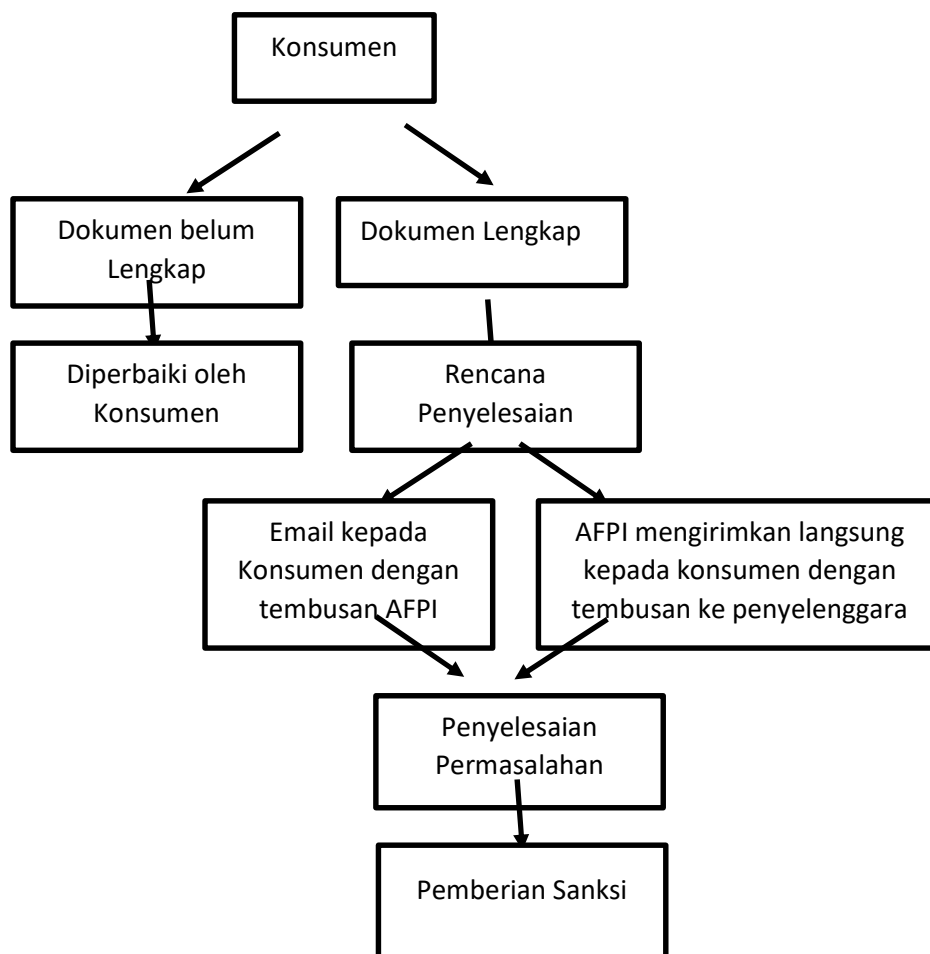 Konsumen
Dokumen belum
Lengkap
Dokumen Lengkap
Diperbaiki oleh
Konsumen
Rencana
Penyelesaian
Email kepada
Konsumen dengan
tembusan AFPI
AFPI mengirimkan langsung
kepada konsumen dengan
tembusan ke penyelenggara
Penyelesaian
Permasalahan
Pemberian Sanksi